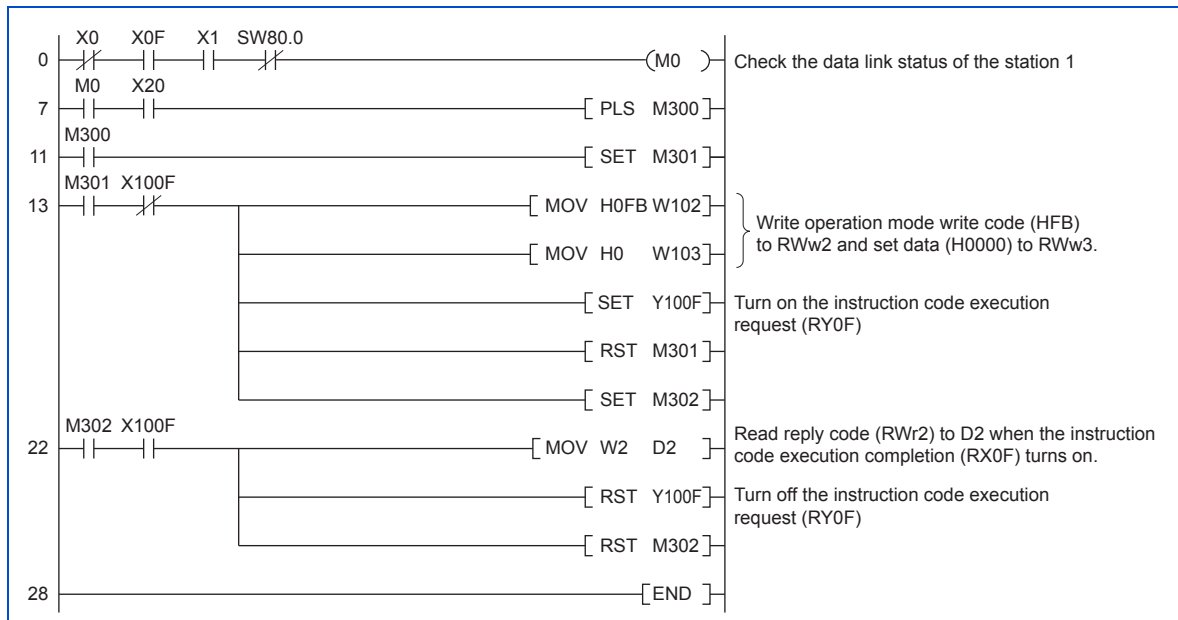 X0 X0F X1 SW80.0
0 (M0 ) Check the data link status of the station 1
M0 X20
7 [ PLS M300 ]
M300
11 [ SET M301 ]
M301 X100F
13 [ MOV H0FB W102 ]
Write operation mode write code (HFB)
to RWw2 and set data (H0000) to RWw3.
[ MOV H0 W103 ]
[ SET Y100F ] Turn on the instruction code execution
request (RY0F)
[ RST M301 ]
[ SET M302 ]
M302 X100F
22 [ MOV W2 D2 ] Read reply code (RWr2) to D2 when the instruction
code execution completion (RX0F) turns on.
[ RST Y100F ] Turn off the instruction code execution
request (RY0F)
[ RST M302 ]
28 [ END ]